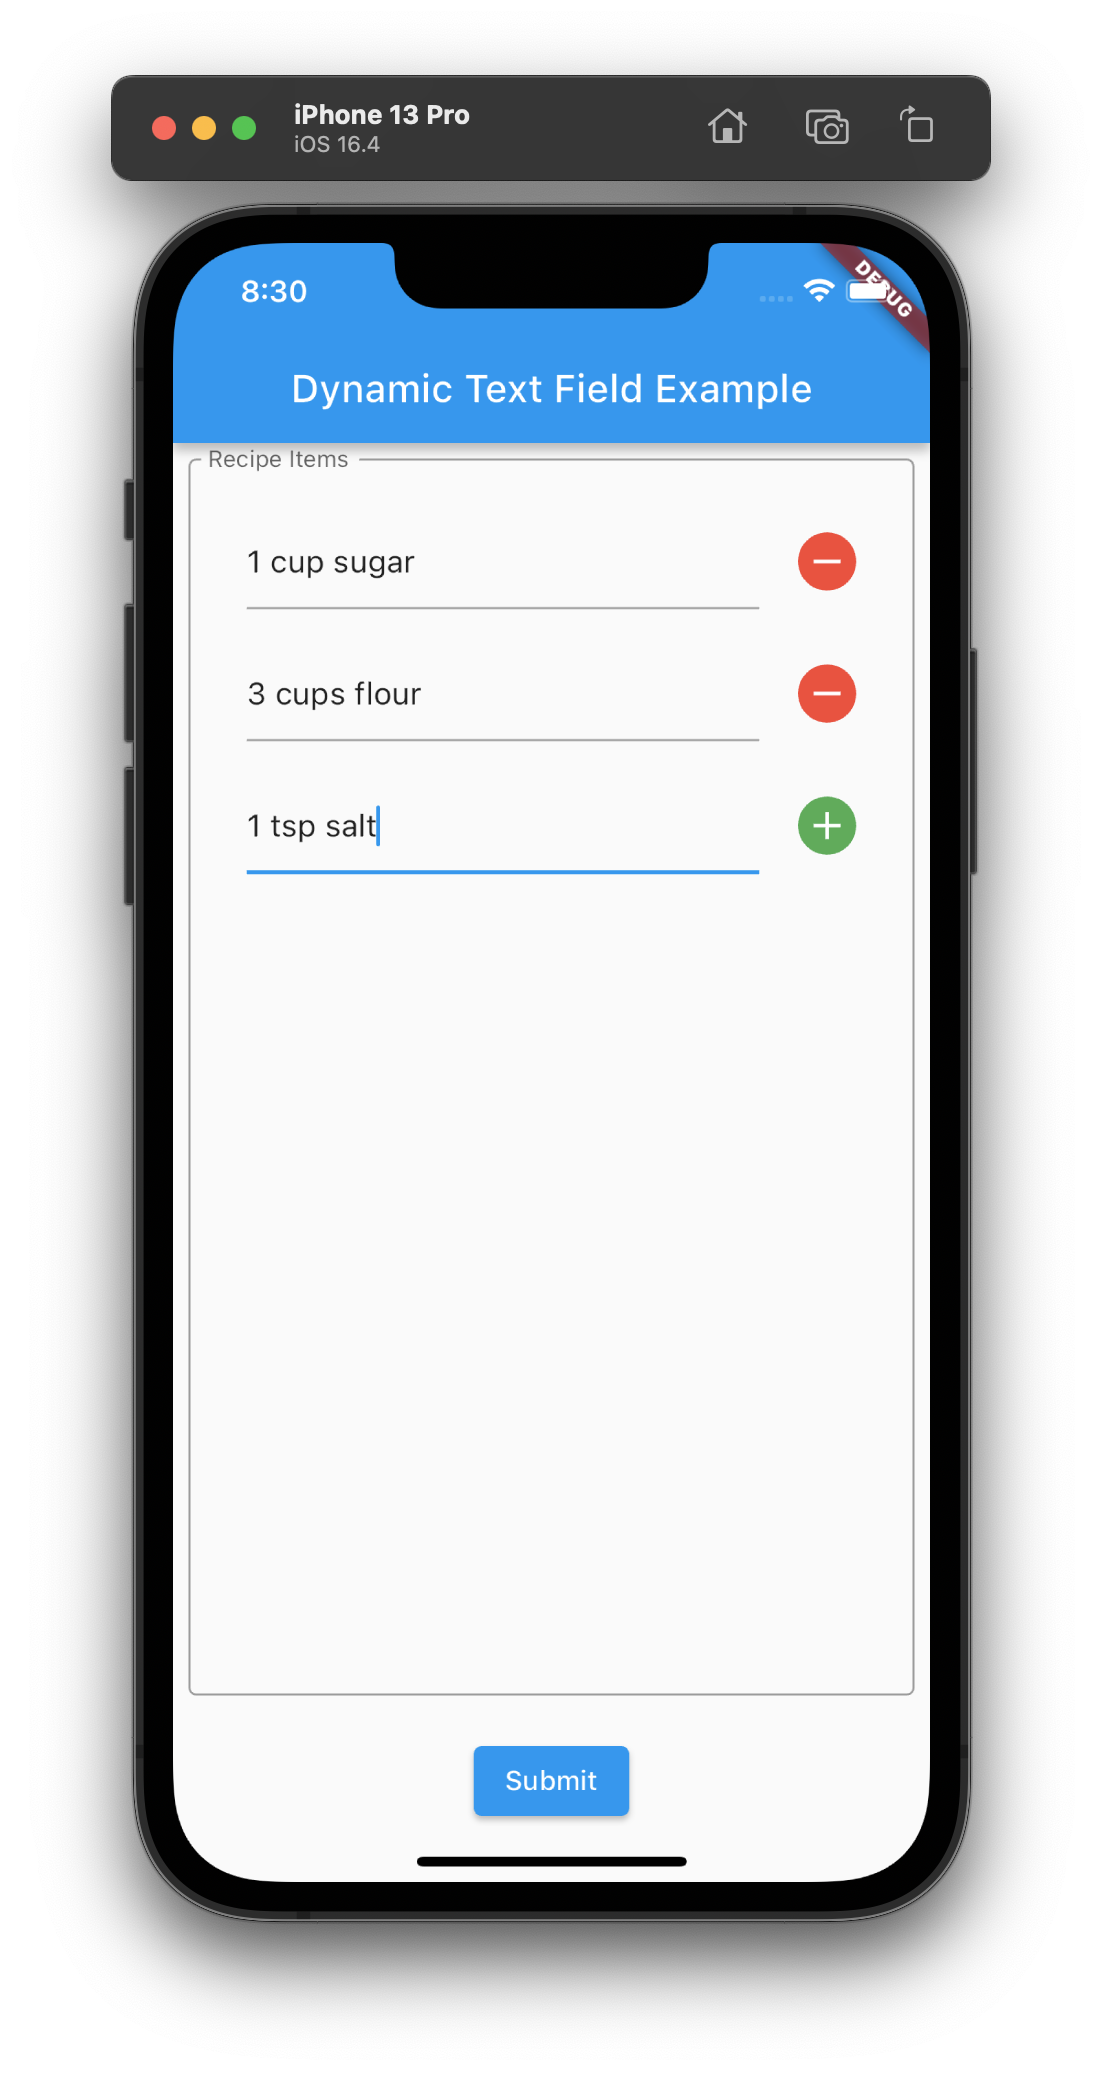 iPhone 13 Pro
iOS 16.4
8:30
DEBUG
Dynamic Text Field Example
Recipe Items
1 cup sugar
3 cups flour
1 tsp salt
Submit